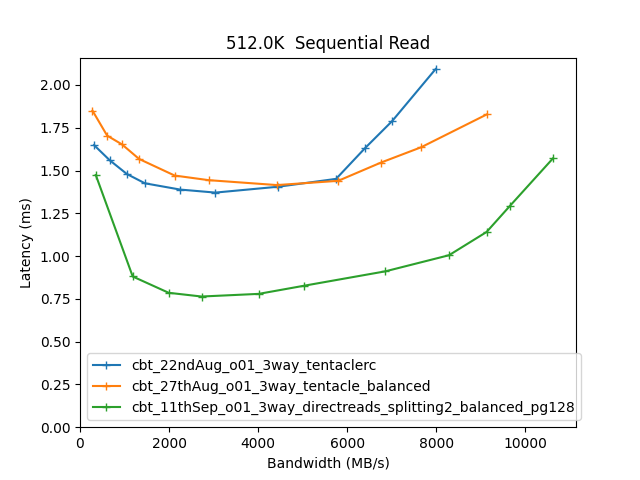 512.0K  Sequential Read
Latency (ms)
2.00
1.75
1.50
1.25
1.00
0.75
0.50
0.25
0.00
cbt_22ndAug_o01_3way_tentaclerc
cbt_27thAug_o01_3way_tentacle_balanced
cbt_11thSep_o01_3way_directreads_splitting2_balanced_pg128
0 2000 4000 6000 8000 10000
Bandwidth (MB/s)